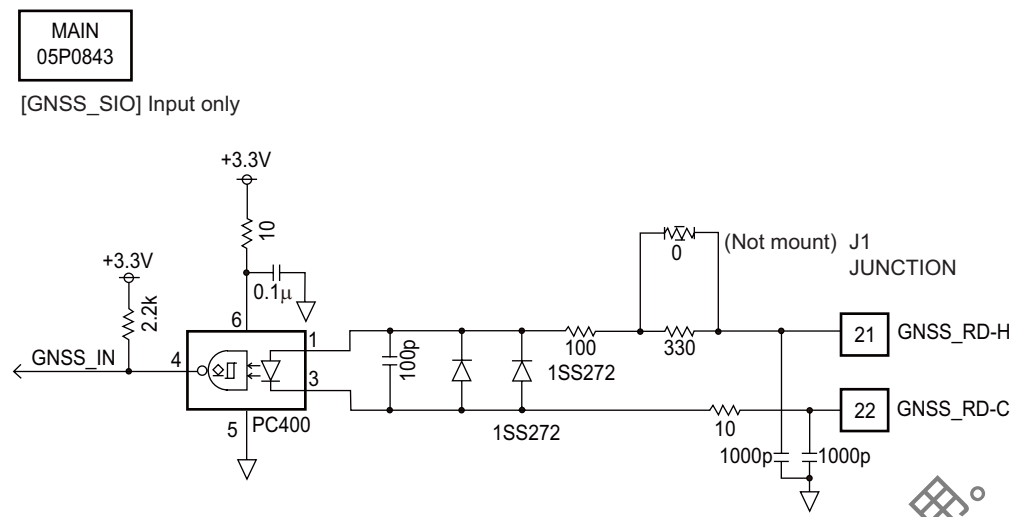 MAIN
05P0843
[GNSS_SIO] Input only
+3.3V
10
(Not mount) J1
JUNCTION
0
+3.3V
0.1μ
2.2k
6
1
21 GNSS_RD-H
GNSS_IN 4
100p
100
330
1SS272
3
22 GNSS_RD-C
5 PC400
1SS272
10
1000p 1000p